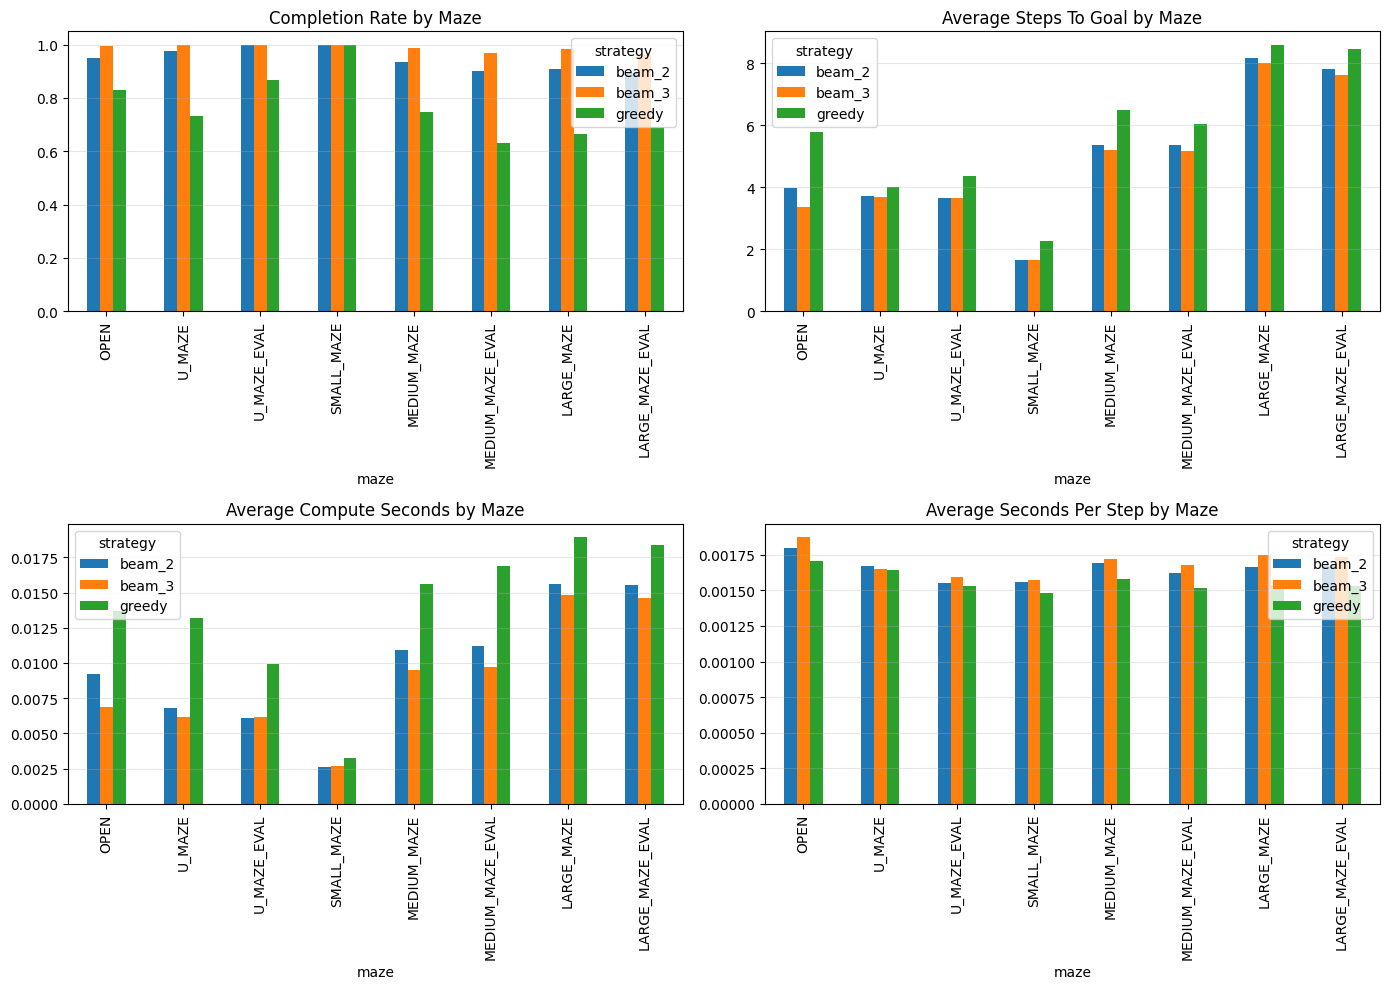 Completion Rate by Maze
1.0
0.8
0.6
0.4
0.2
0.0
strategy
beam_2
beam_3
greedy
OPEN
U_MAZE
U_MAZE_EVAL
SMALL_MAZE
MEDIUM_MAZE
MEDIUM_MAZE_EVAL
LARGE_MAZE
LARGE_MAZE_EVAL
maze
Average Steps To Goal by Maze
8
6
4
2
0
strategy
beam_2
beam_3
greedy
OPEN
U_MAZE
U_MAZE_EVAL
SMALL_MAZE
MEDIUM_MAZE
MEDIUM_MAZE_EVAL
LARGE_MAZE
LARGE_MAZE_EVAL
maze
Average Compute Seconds by Maze
0.0175
0.0150
0.0125
0.0100
0.0075
0.0050
0.0025
0.0000
strategy
beam_2
beam_3
greedy
OPEN
U_MAZE
U_MAZE_EVAL
SMALL_MAZE
MEDIUM_MAZE
MEDIUM_MAZE_EVAL
LARGE_MAZE
LARGE_MAZE_EVAL
maze
Average Seconds Per Step by Maze
0.00175
0.00150
0.00125
0.00100
0.00075
0.00050
0.00025
0.00000
strategy
beam_2
beam_3
greedy
OPEN
U_MAZE
U_MAZE_EVAL
SMALL_MAZE
MEDIUM_MAZE
MEDIUM_MAZE_EVAL
LARGE_MAZE
LARGE_MAZE_EVAL
maze